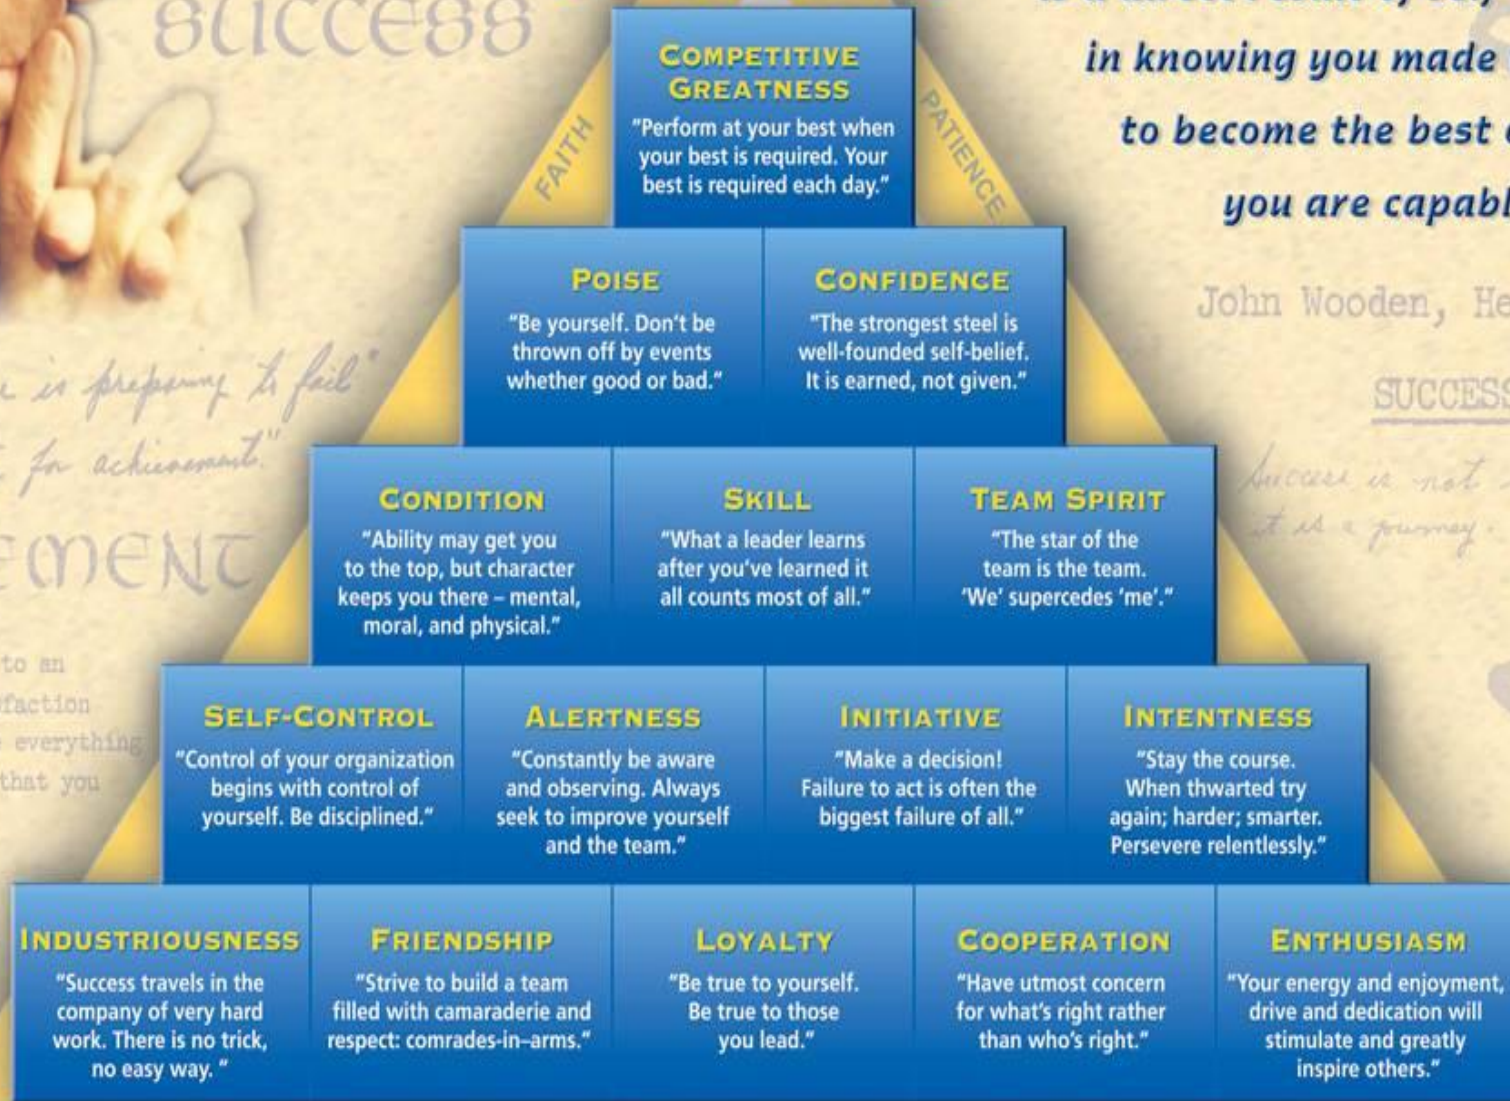 success
in knowing you made
to become the best
you are capabl
John Wooden, He
SUCCESS
Success is not
it is a journey.
is preparing to fail"
for achievement."
EMENT
to an
faction
everything
that you
FAITH
PATIENCE
COMPETITIVE
GREATNESS
"Perform at your best when
your best is required. Your
best is required each day."
POISE
"Be yourself. Don't be
thrown off by events
whether good or bad."
CONFIDENCE
"The strongest steel is
well-founded self-belief.
It is earned, not given."
CONDITION
"Ability may get you
to the top, but character
keeps you there – mental,
moral, and physical."
SKILL
"What a leader learns
after you've learned it
all counts most of all."
TEAM SPIRIT
"The star of the
team is the team.
'We' supercedes 'me'."
SELF-CONTROL
"Control of your organization
begins with control of
yourself. Be disciplined."
ALERTNESS
"Constantly be aware
and observing. Always
seek to improve yourself
and the team."
INITIATIVE
"Make a decision!
Failure to act is often the
biggest failure of all."
INTENTNESS
"Stay the course.
When thwarted try
again; harder; smarter.
Persevere relentlessly."
INDUSTRIOUSNESS
"Success travels in the
company of very hard
work. There is no trick,
no easy way. "
FRIENDSHIP
"Strive to build a team
filled with camaraderie and
respect: comrades-in–arms."
LOYALTY
"Be true to yourself.
Be true to those
you lead."
COOPERATION
"Have utmost concern
for what's right rather
than who's right."
ENTHUSIASM
"Your energy and enjoyment,
drive and dedication will
stimulate and greatly
inspire others."